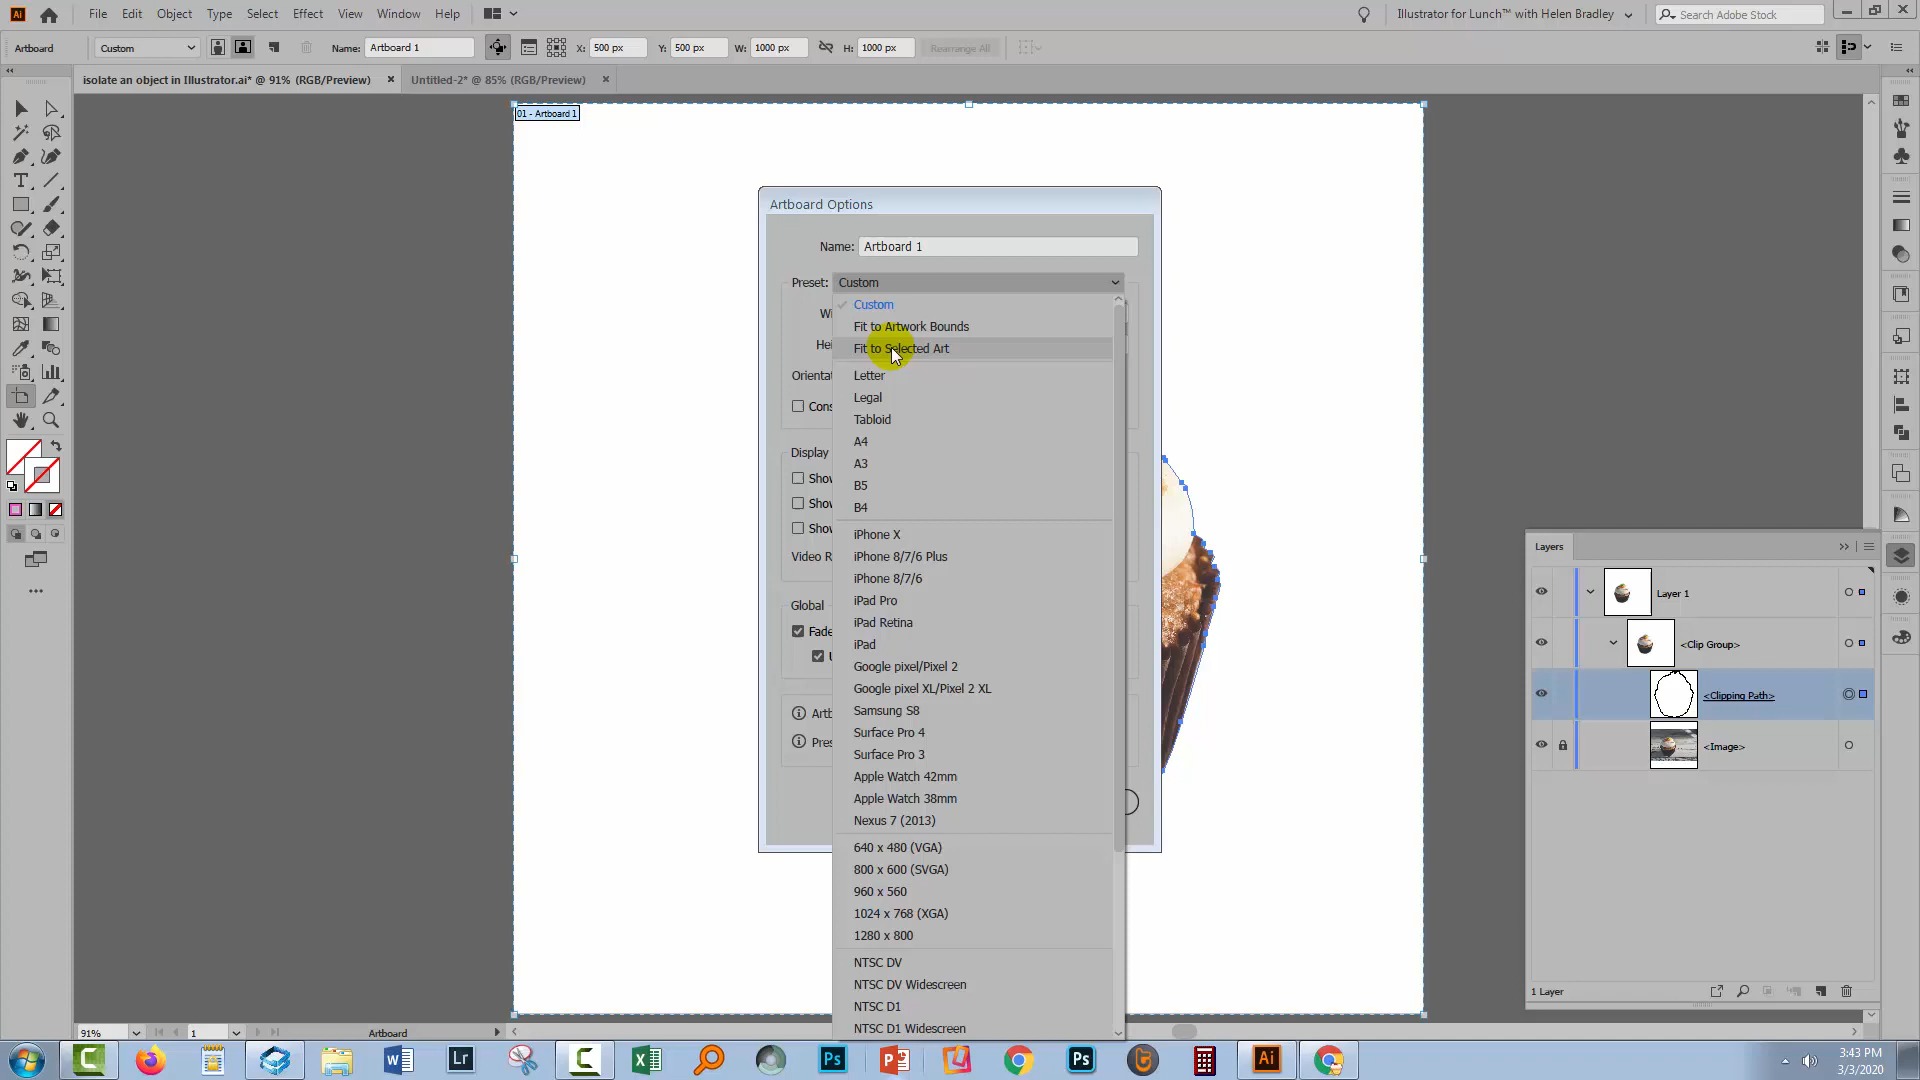 File Edit Object Type Select Effect View Window Help
Illustrator for Lunch™ with Helen Bradley
Search Adobe Stock
Artboard Custom Name: Artboard 1 X: 500 px Y: 500 px W: 1000 px H: 1000 px Rearrange All
isolate an object in Illustrator.ai* @ 91% (RGB/Preview) Untitled-2* @ 85% (RGB/Preview)
01 - Artboard 1
Artboard Options
Name: Artboard 1
Preset: Custom
Custom
Fit to Artwork Bounds
Fit to Selected Art
Letter
Legal
Tabloid
A4
A3
B5
B4
iPhone X
iPhone 8/7/6 Plus
iPhone 8/7/6
iPad Pro
iPad Retina
iPad
Google pixel/Pixel 2
Google pixel XL/Pixel 2 XL
Samsung S8
Surface Pro 4
Surface Pro 3
Apple Watch 42mm
Apple Watch 38mm
Nexus 7 (2013)
640 x 480 (VGA)
800 x 600 (SVGA)
960 x 560
1024 x 768 (XGA)
1280 x 800
NTSC DV
NTSC DV Widescreen
NTSC D1
NTSC D1 Widescreen
Wi
Hei
Orienta
Cons
Display
Show
Show
Show
Video R
Global
Fade
U
Artb
Pres
Layers
Layer 1
<Clip Group>
<Clipping Path>
<Image>
1 Layer
91% 1 Artboard
Lr Ps Ps Ai
3:43 PM
3/3/2020